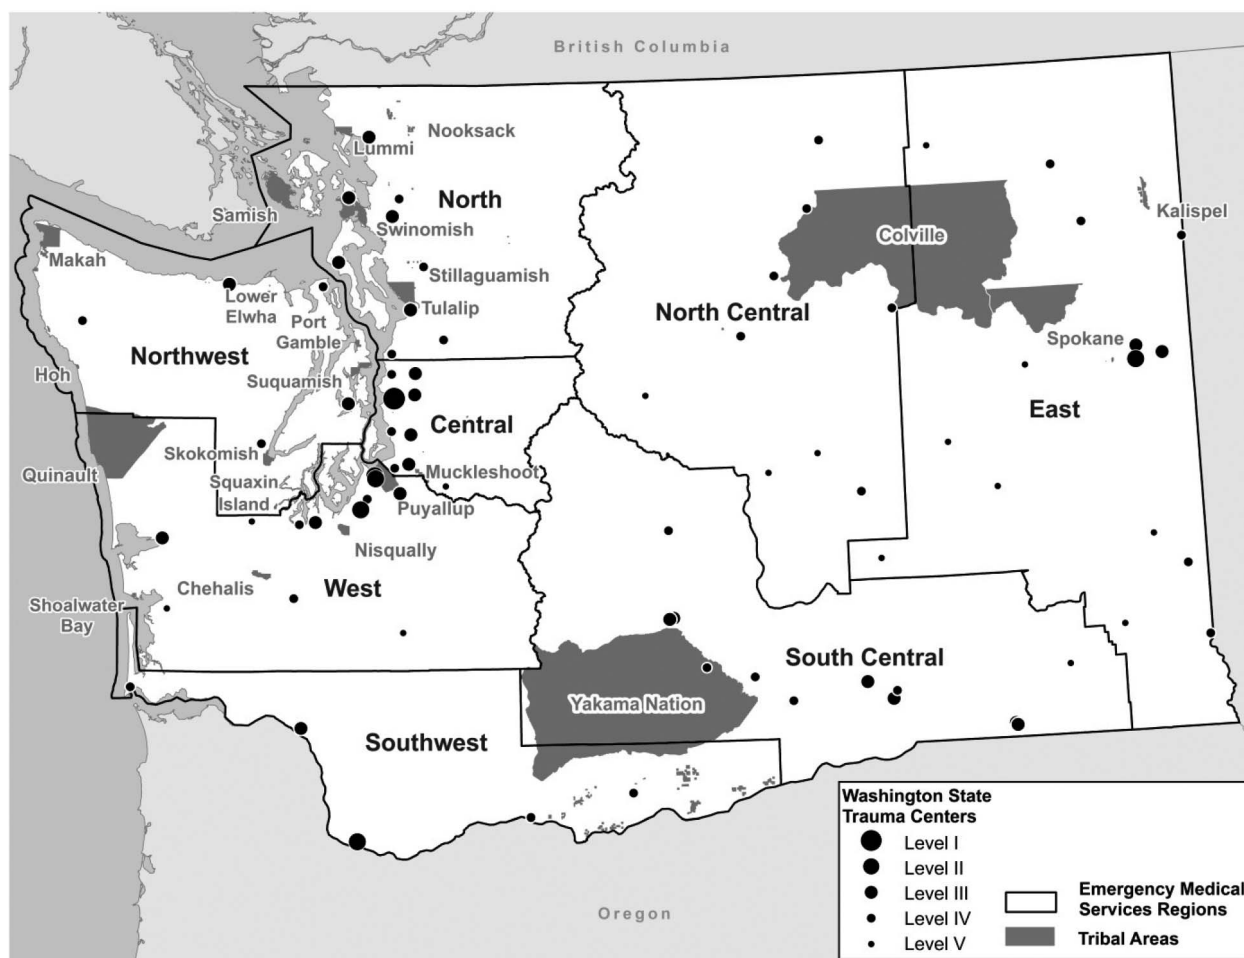 British Columbia
Nooksack
Lummi
North
Samish
Swinomish
Kalispel
Makah
Colville
Stillaguamish
Lower
Elwha
Port
Gamble
Tulalip
North Central
Northwest
Spokane
Hoh
Suquamish
East
Central
Skokomish
Quinault
Squaxin
Island
Muckleshoot
Puyallup
Nisqually
Chehalis
West
Shoalwater
Bay
South Central
Yakama Nation
Southwest
Oregon
Washington State
Trauma Centers
Level I
Level II
Level III
Level IV
Level V
Emergency Medical
Services Regions
Tribal Areas